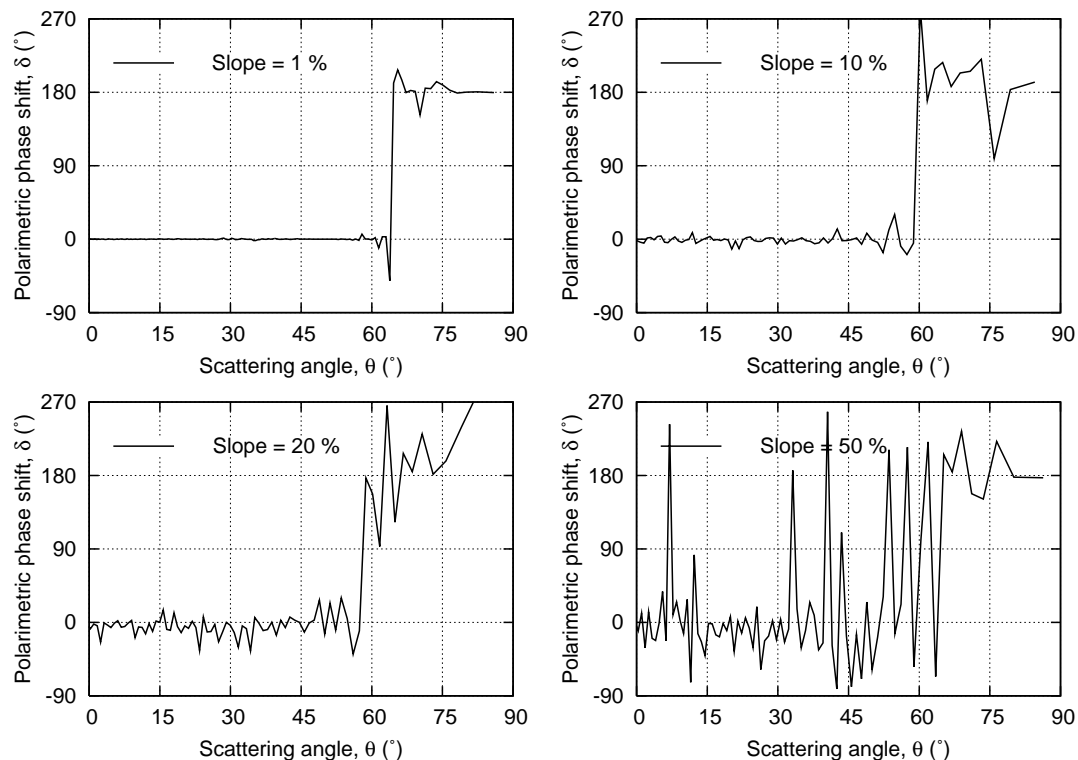 270
180
90
0
-90
Polarimetric phase shift, δ (˚)
Slope = 1 %
0 15 30 45 60 75 90
Scattering angle, θ (˚)
270
180
90
0
-90
Polarimetric phase shift, δ (˚)
Slope = 10 %
0 15 30 45 60 75 90
Scattering angle, θ (˚)
270
180
90
0
-90
Polarimetric phase shift, δ (˚)
Slope = 20 %
0 15 30 45 60 75 90
Scattering angle, θ (˚)
270
180
90
0
-90
Polarimetric phase shift, δ (˚)
Slope = 50 %
0 15 30 45 60 75 90
Scattering angle, θ (˚)